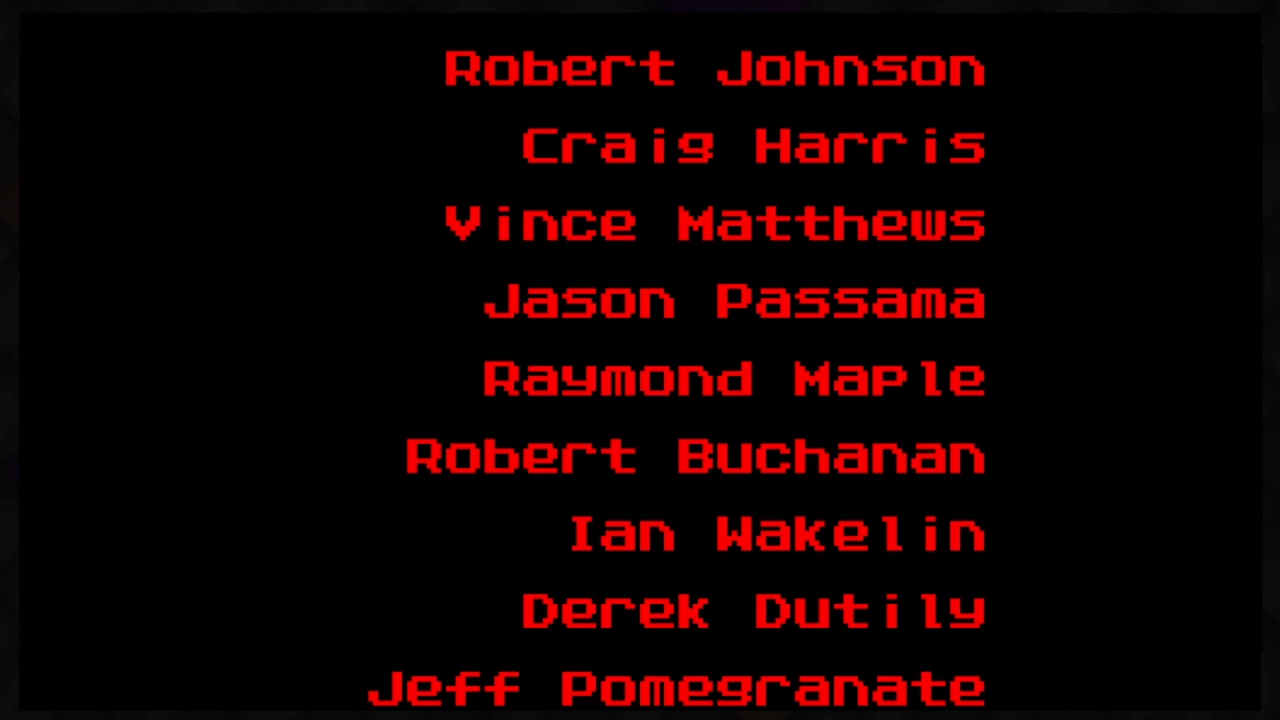 Robert Johnson
Craig Harris
Vince Matthews
Jason Passama
Raymond Maple
Robert Buchanan
Ian Wakelin
Derek Dutily
Jeff Pomegranate